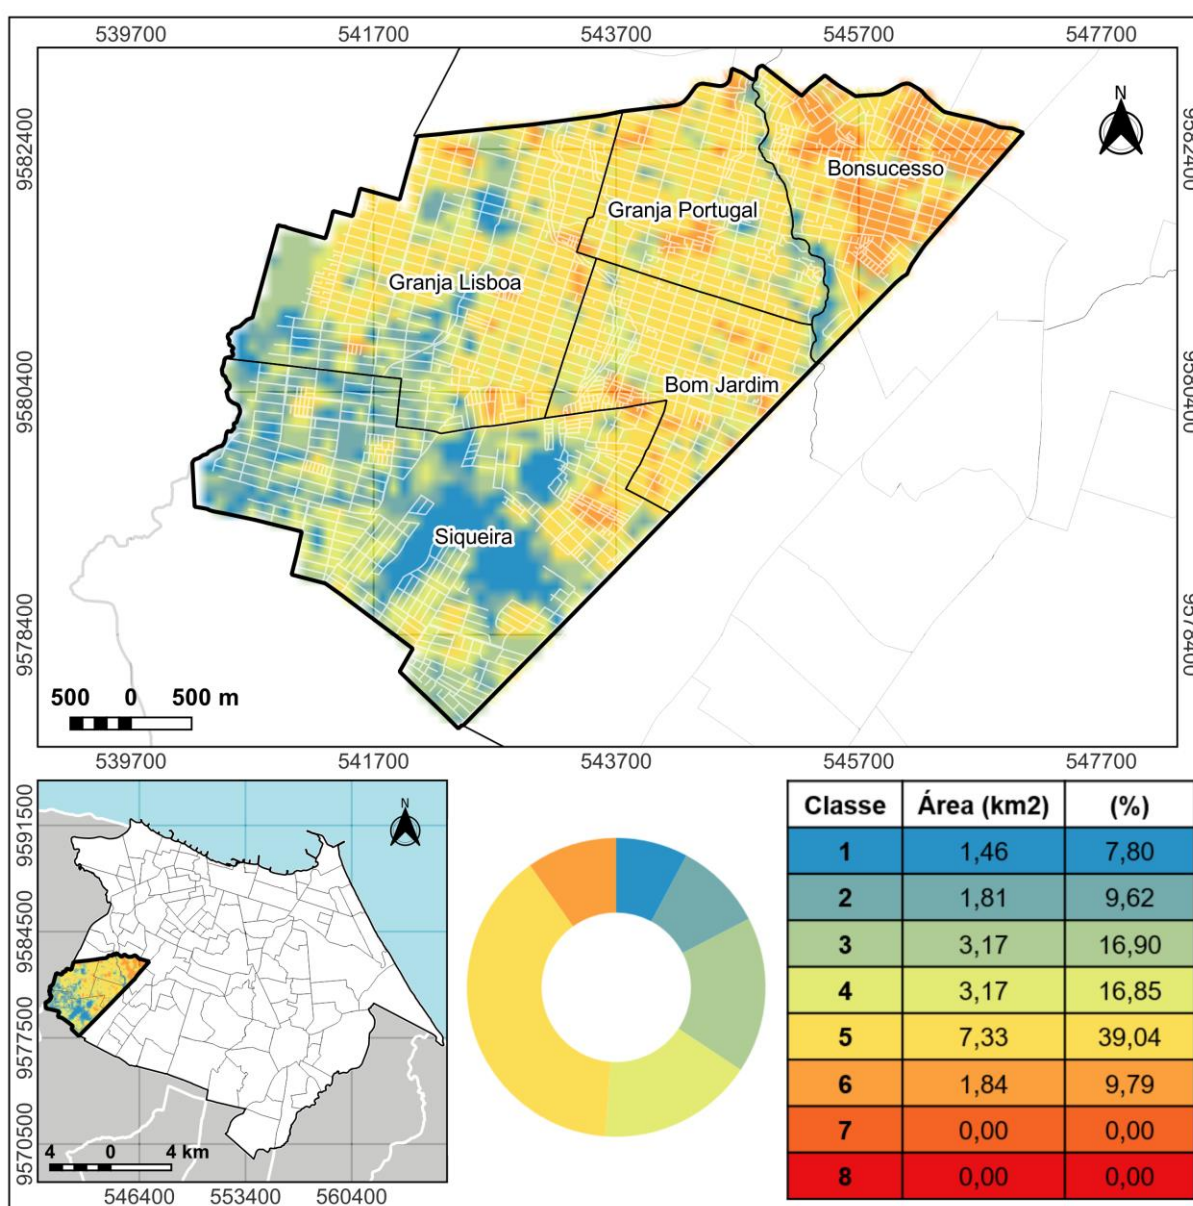 539700 541700 543700 545700 547700
N
9582400 9582400
Bonsucesso
Granja Portugal
Granja Lisboa
9580400 9580400
Bom Jardim
Siqueira
9578400 9578400
500 0 500 m
539700 541700 543700 545700 547700
N
9591500
9584500
9577500
9570500
4 0 4 km
546400 553400 560400
Classe Área (km2) (%)
1 1,46 7,80
2 1,81 9,62
3 3,17 16,90
4 3,17 16,85
5 7,33 39,04
6 1,84 9,79
7 0,00 0,00
8 0,00 0,00